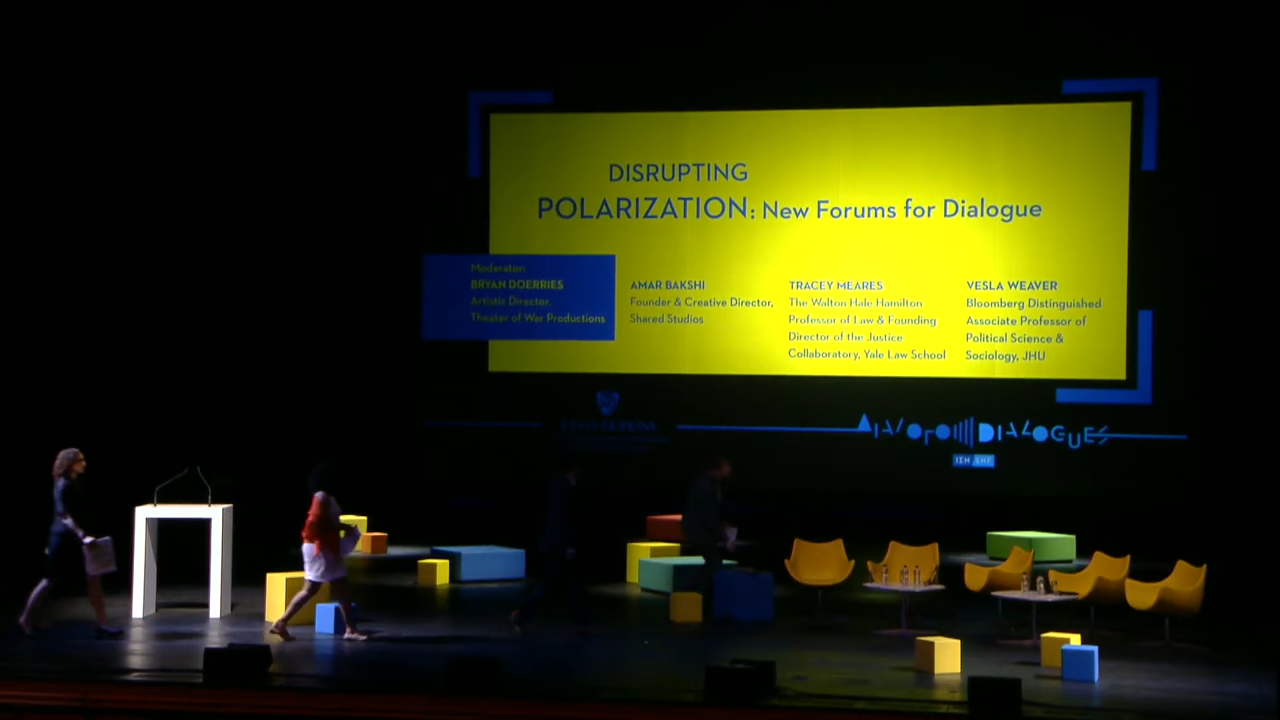 DISRUPTING
POLARIZATION: New Forums for Dialogue
Moderator:
BRYAN DOERRIES
Artistic Director,
Theater of War Productions
AMAR BAKSHI
Founder & Creative Director,
Shared Studios
TRACEY MEARES
The Walton Hale Hamilton
Professor of Law & Founding
Director of the Justice
Collaboratory, Yale Law School
VESLA WEAVER
Bloomberg Distinguished
Associate Professor of
Political Science &
Sociology, JHU
DIALOGUES